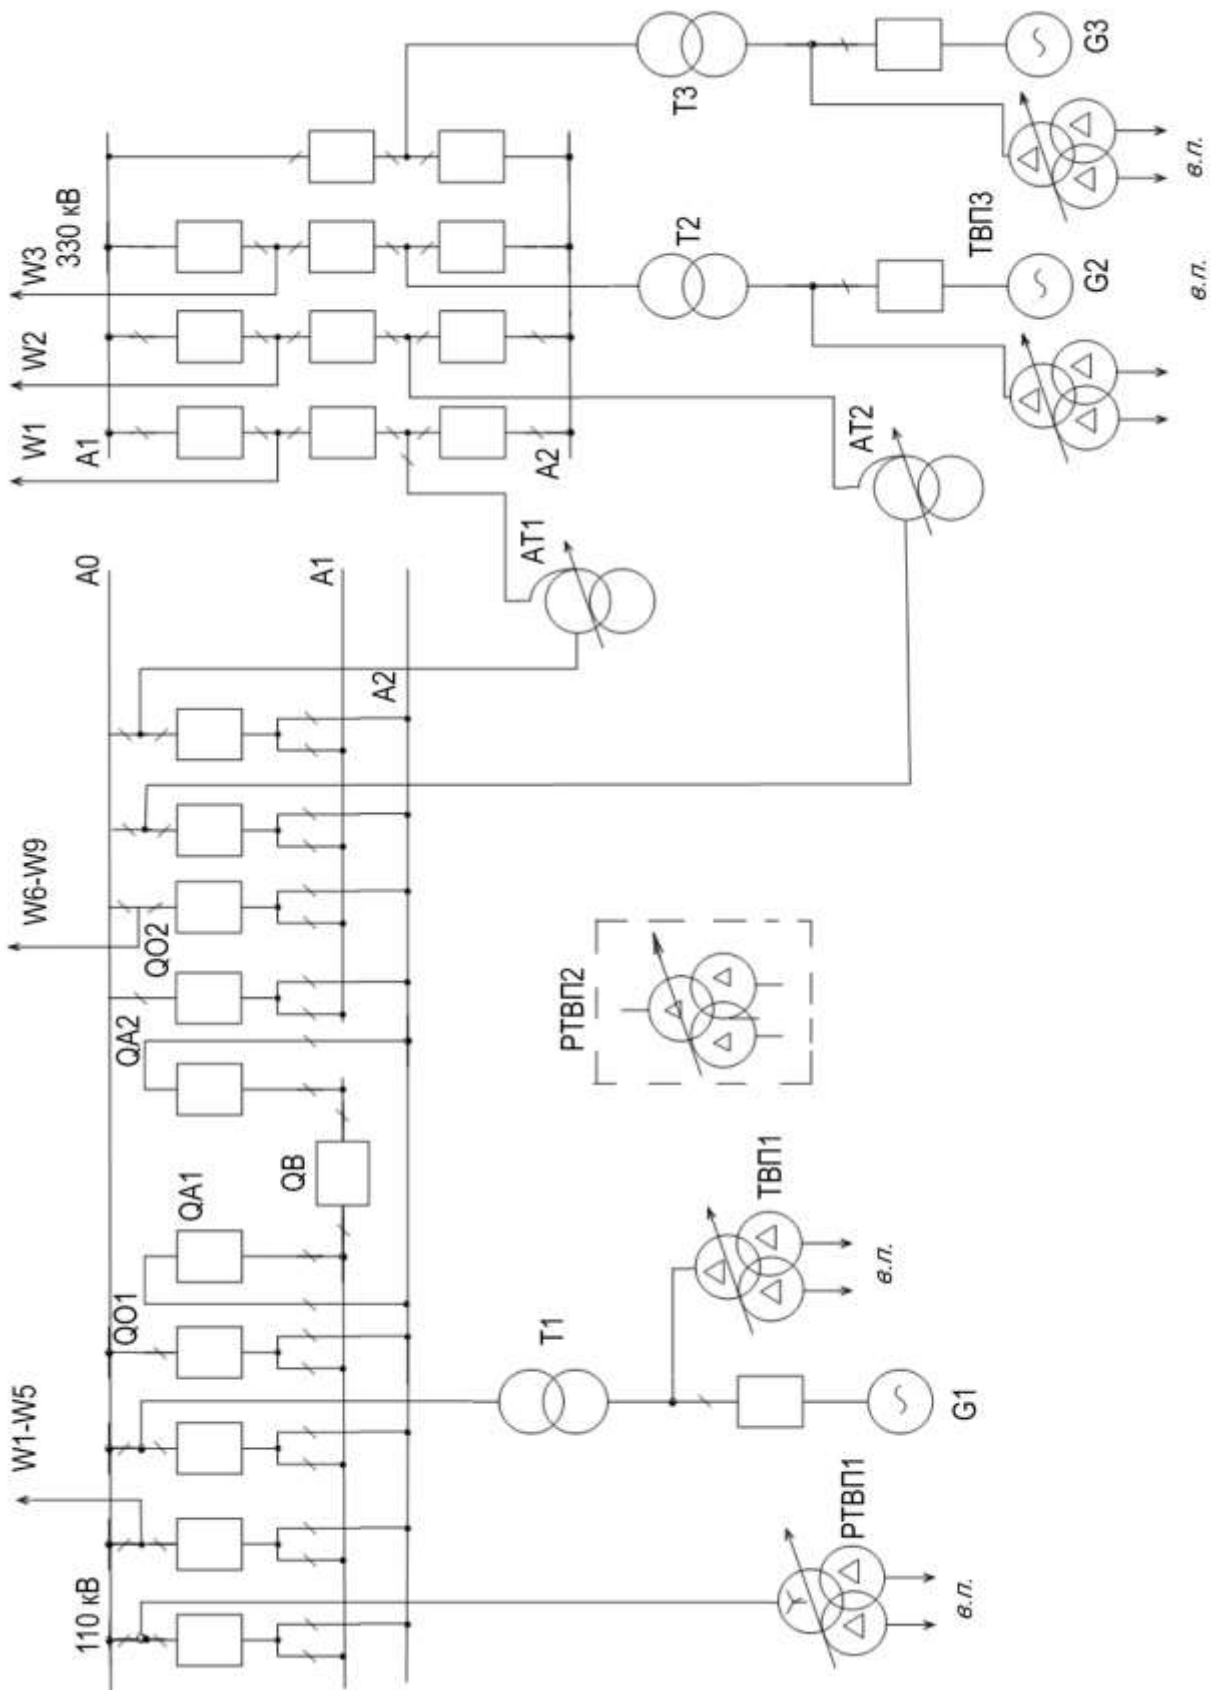 W1-W5
110 кВ
QO1
QA1
QB
QA2
QO2
W6-W9
A0
A1
A2
W1
W2
W3
330 кВ
A1
A2
AT1
AT2
T1
T2
T3
РТВП1
в.п.
G1
ТВП1
в.п.
РТВП2
ТВП3
G2
в.п.
G3
в.п.